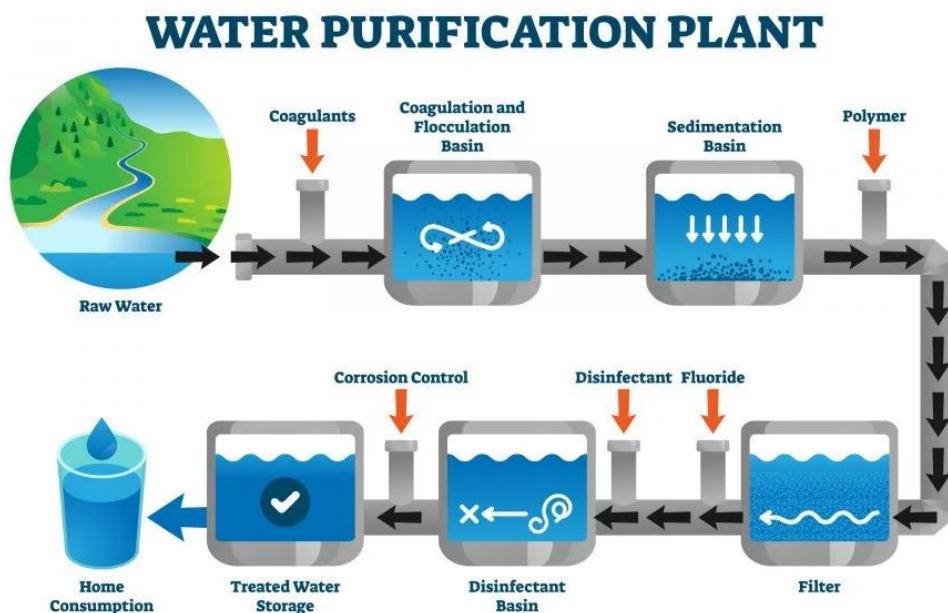 WATER PURIFICATION PLANT
Coagulants
Coagulation and
Flocculation
Basin
Sedimentation
Basin
Polymer
Raw Water
Corrosion Control
Disinfectant
Fluoride
Home
Consumption
Treated Water
Storage
Disinfectant
Basin
Filter